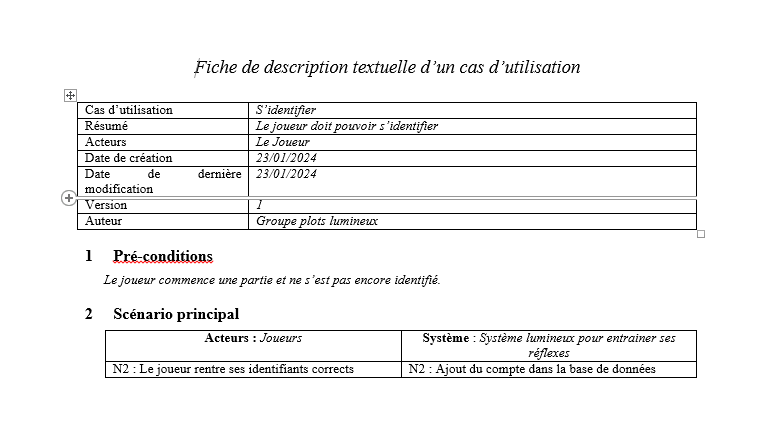 Fiche de description textuelle d’un cas d’utilisation
Cas d’utilisation S’identifier
Résumé Le joueur doit pouvoir s’identifier
Acteurs Le Joueur
Date de création 23/01/2024
Date de dernière 23/01/2024
modification
Version 1
Auteur Groupe plots lumineux
1 Pré-conditions
Le joueur commence une partie et ne s’est pas encore identifié.
2 Scénario principal
Acteurs : Joueurs Système : Système lumineux pour entrainer ses
réflexes
N2 : Le joueur rentre ses identifiants corrects N2 : Ajout du compte dans la base de données